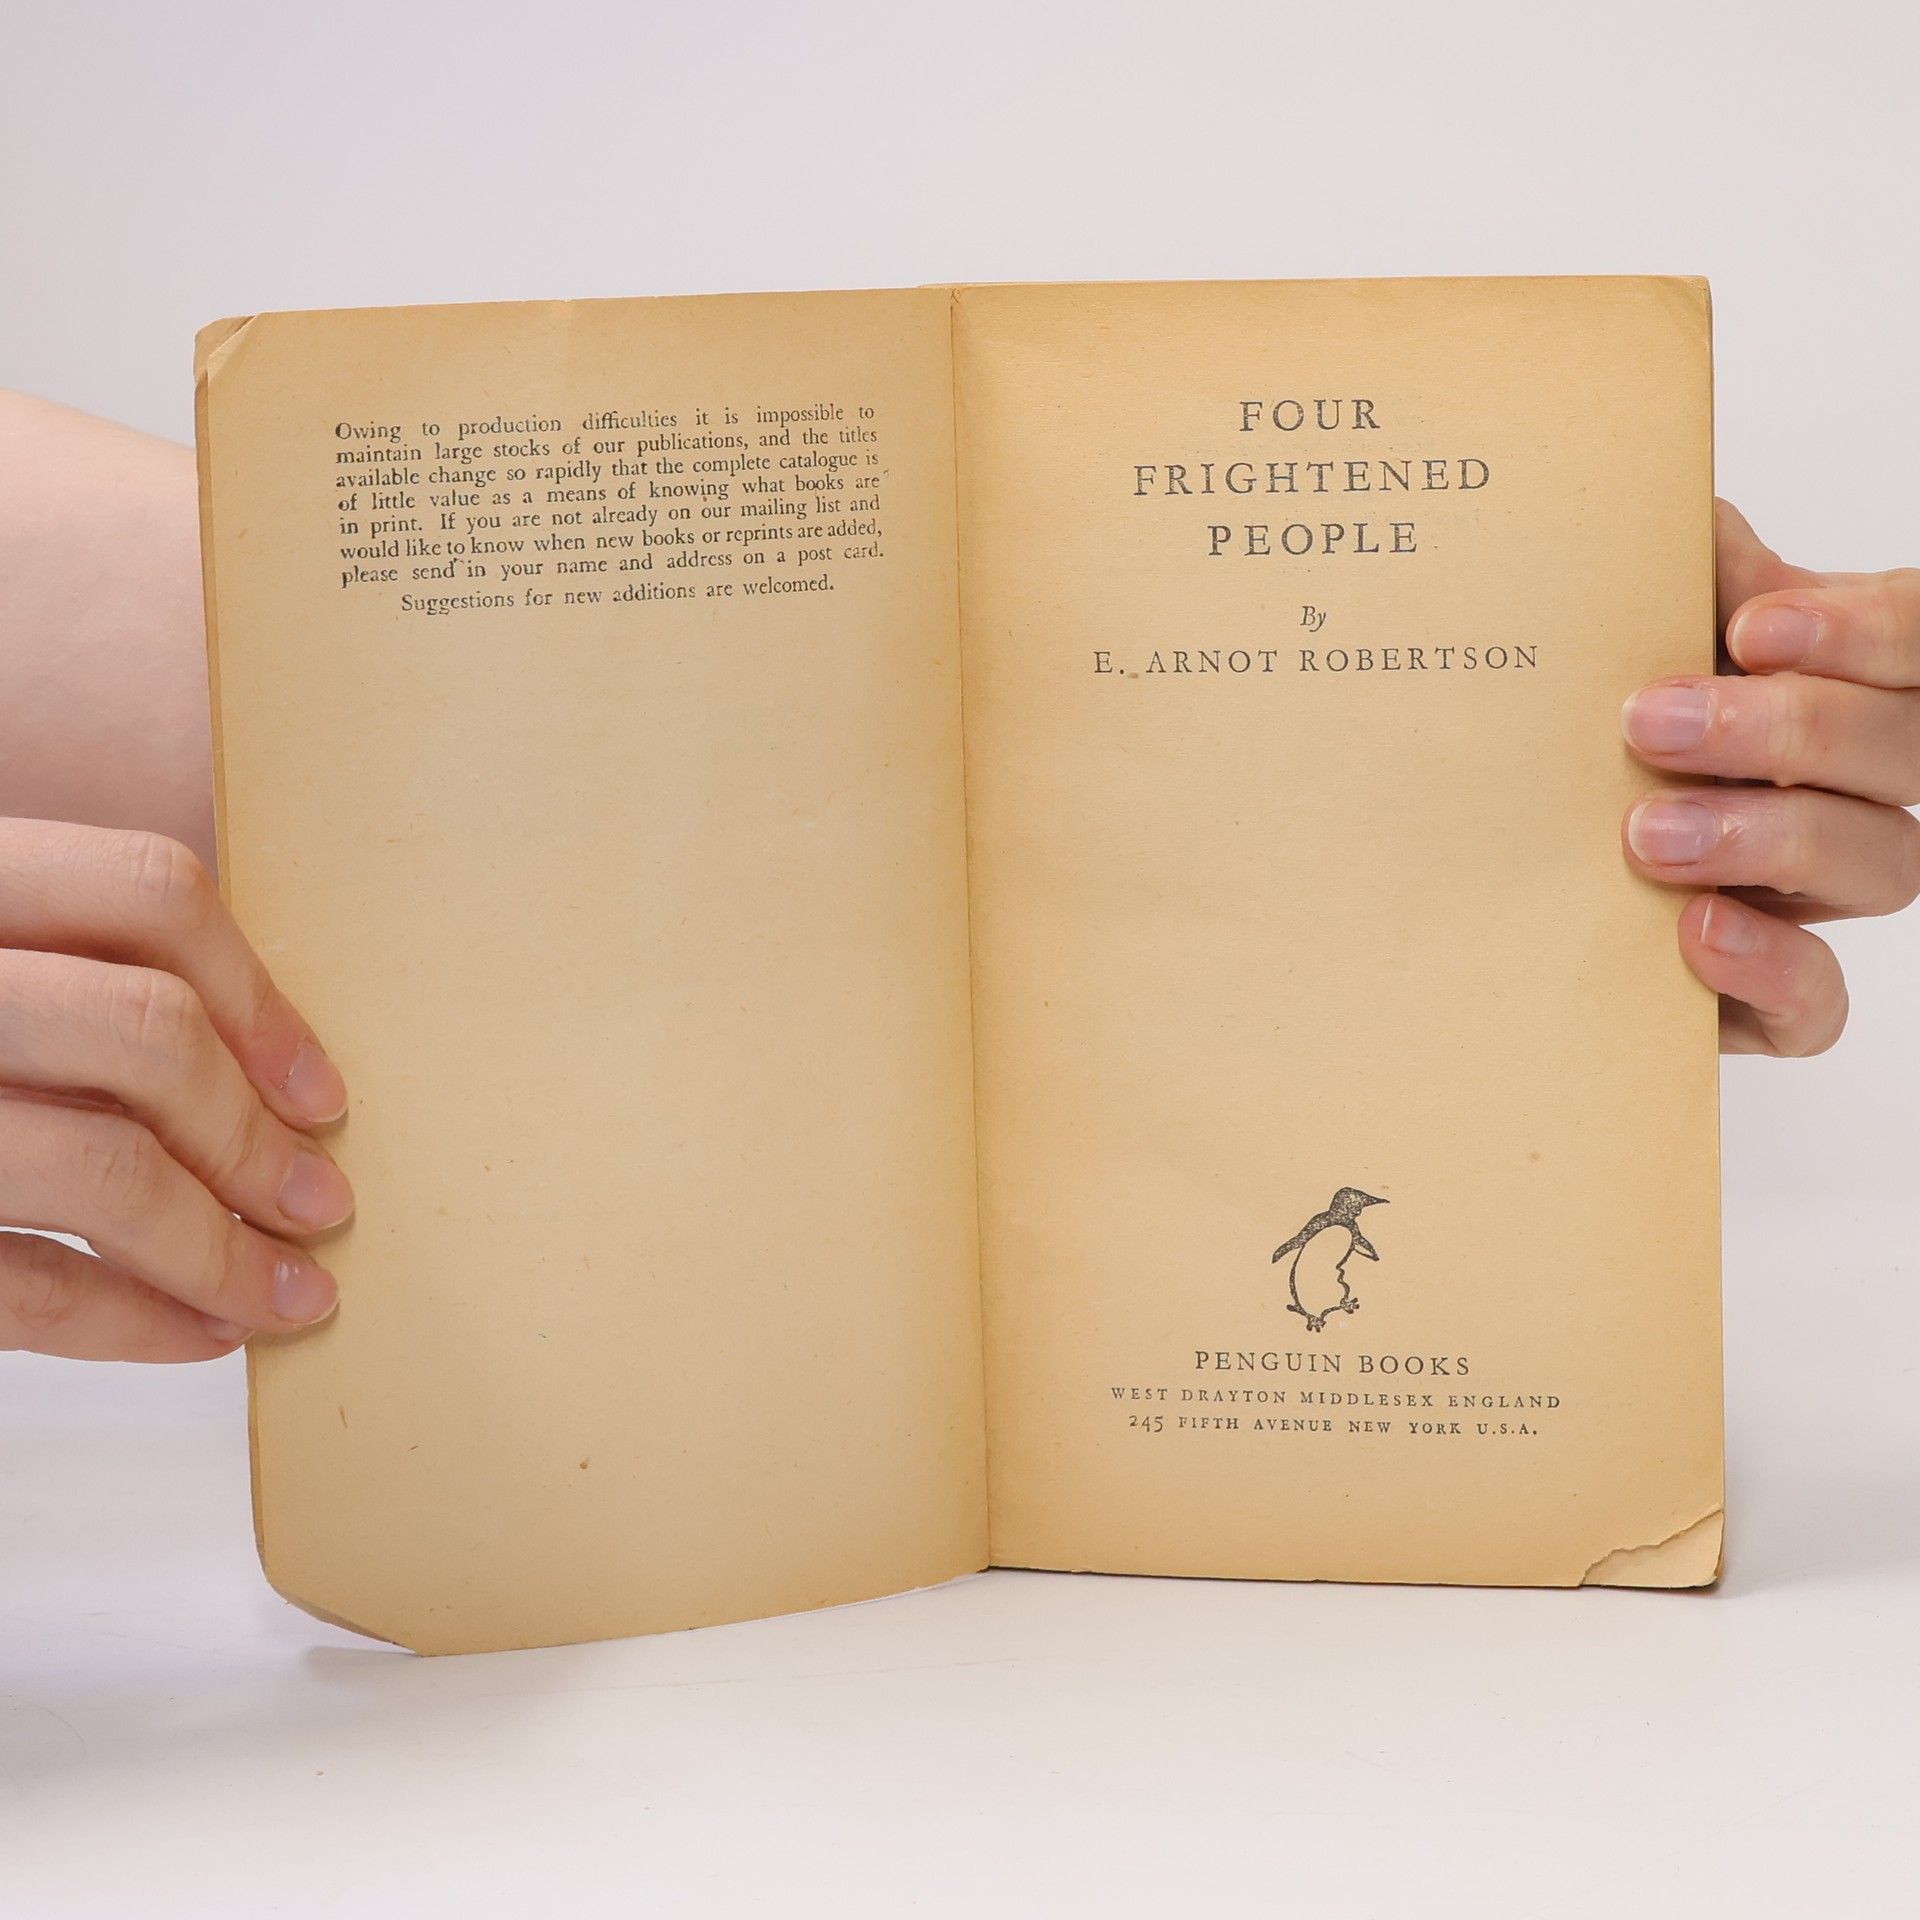 Owing to production difficulties it is impossible to
maintain large stocks of our publications, and the titles
available change so rapidly that the complete catalogue is
of little value as a means of knowing what books are
in print. If you are not already on our mailing list and
would like to know when new books or reprints are added,
please send in your name and address on a post card.
Suggestions for new additions are welcomed.
FOUR
FRIGHTENED
PEOPLE
By
E. ARNOT ROBERTSON
PENGUIN BOOKS
WEST DRAYTON MIDDLESEX ENGLAND
245 FIFTH AVENUE NEW YORK U.S.A.